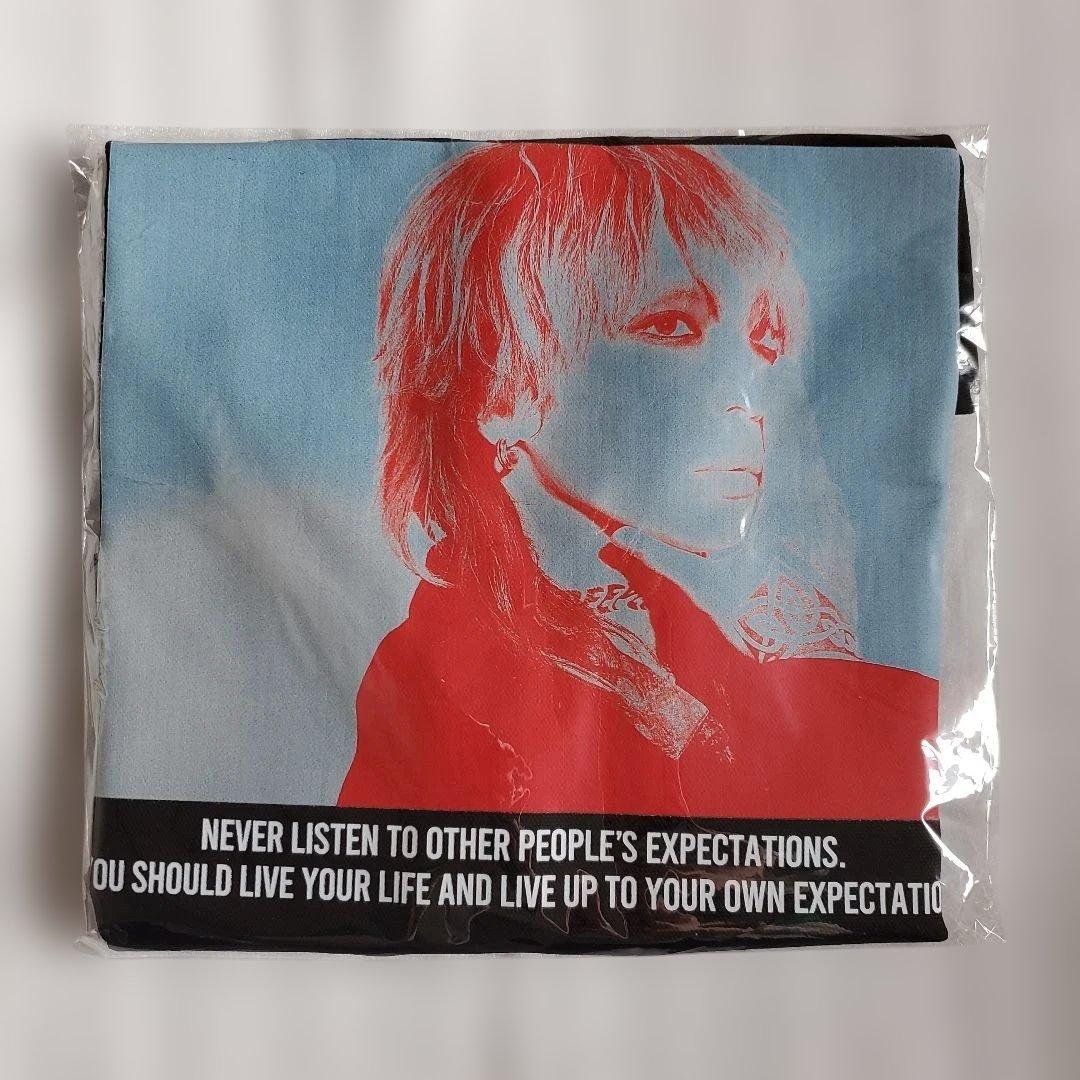 NEVER LISTEN TO OTHER PEOPLE'S EXPECTATIONS.
OU SHOULD LIVE YOUR LIFE AND LIVE UP TO YOUR OWN EXPECTATIO